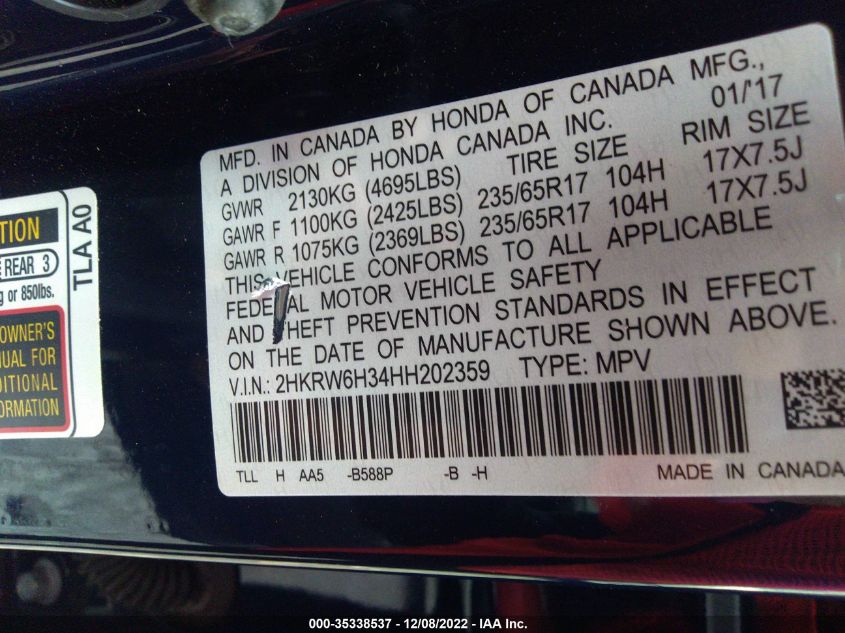 MFD. IN CANADA BY HONDA OF CANADA MFG.,
A DIVISION OF HONDA CANADA INC. 01/'17
GVWR 2130KG (4695LBS) TIRE SIZE RIM SIZE
GAWR F 1100KG (2425LBS) 235/65R17 104H 17X7.5J
GAWR R 1075KG (2369LBS) 235/65R17 104H 17X7.5J
THIS VEHICLE CONFORMS TO ALL APPLICABLE
FEDERAL MOTOR VEHICLE SAFETY
AND THEFT PREVENTION STANDARDS IN EFFECT
ON THE DATE OF MANUFACTURE SHOWN ABOVE.
V.I.N.: 2HKRW6H34HH202359 TYPE: MPV
TLL H AA5 -B588P -B -H MADE IN CANADA
REAR 3
or 850lbs.
OWNER'S
FOR
TLA A0
000-35338537 - 12/08/2022 - IAA Inc.